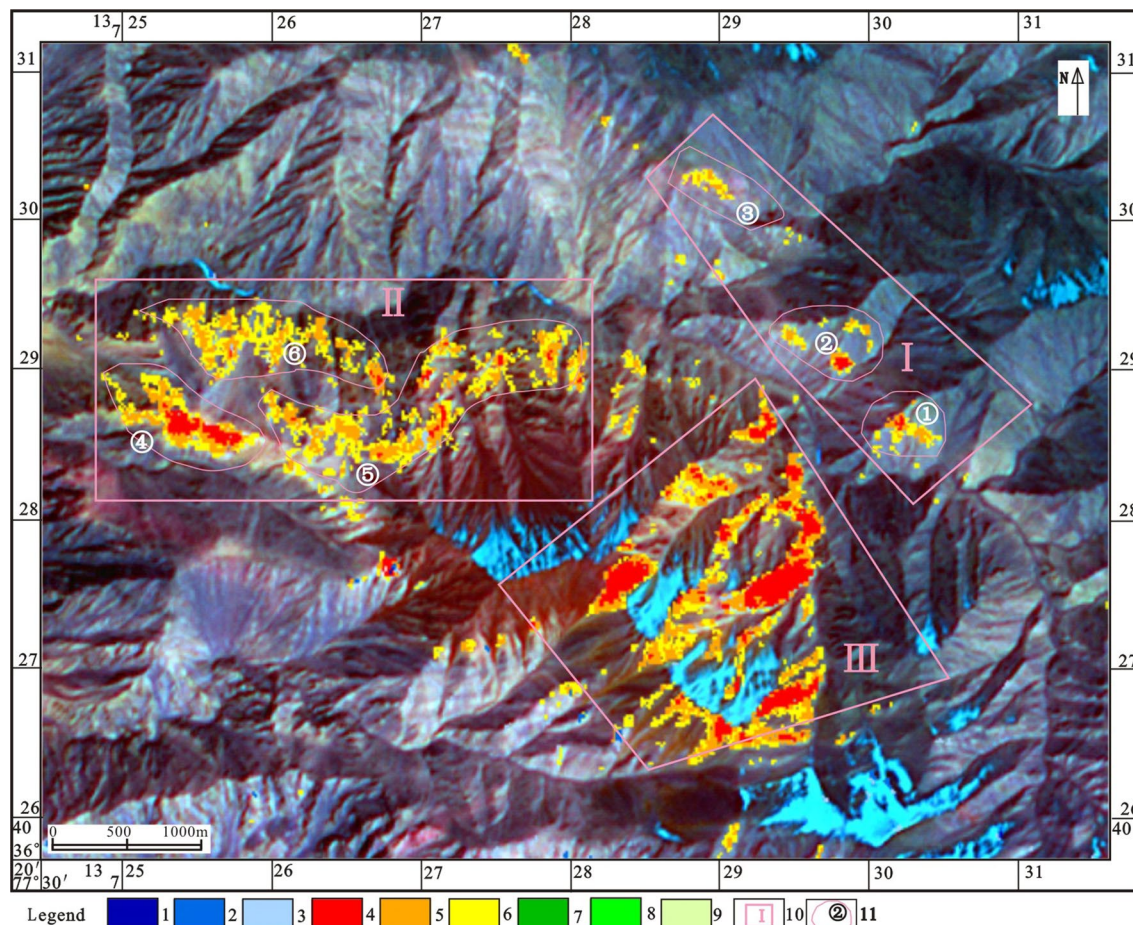 13 7 25 26 27 28 29 30 31
31 31
N
30 ③ 30
II
② I
29 ⑥ 29
①
④
⑤
28 28
III
27 27
26 26
40 40
0 500 1000m
36°
20′ 13 7 25 26 27 28 29 30 31
77°30′
Legend 1 2 3 4 5 6 7 8 9 I 10 ② 11